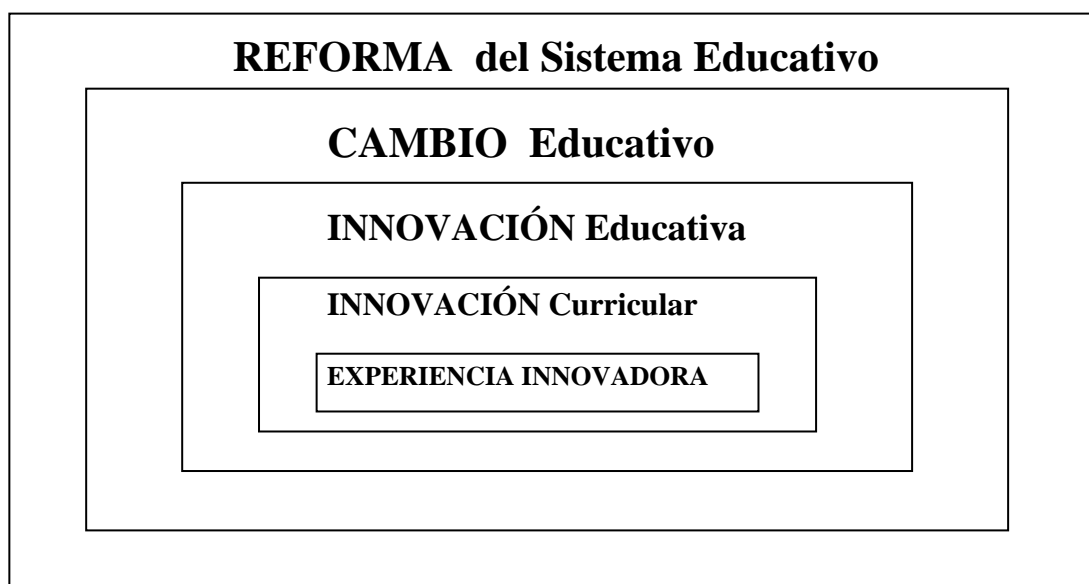 REFORMA del Sistema Educativo
CAMBIO Educativo
INNOVACIÓN Educativa
INNOVACIÓN Curricular
EXPERIENCIA INNOVADORA